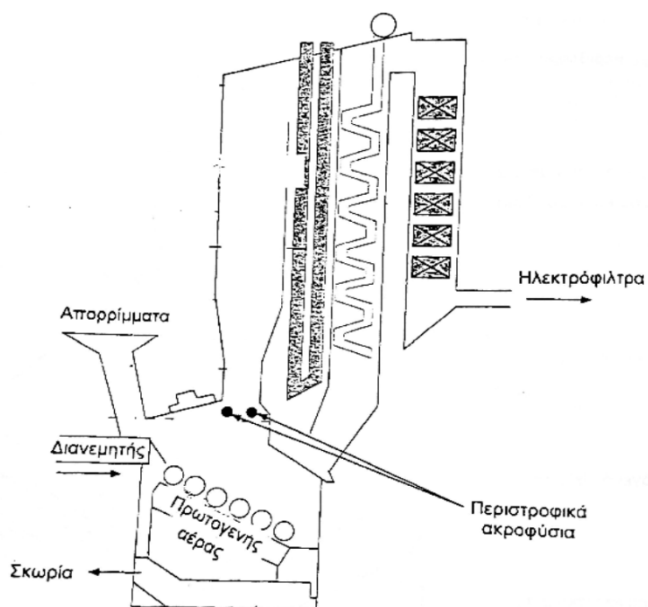 Ηλεκτρόφιλτρα
Απορρίμματα
Διανεμητής
Πρωτογενής
αέρας
Περιστροφικά
ακροφύσια
Σκωρία